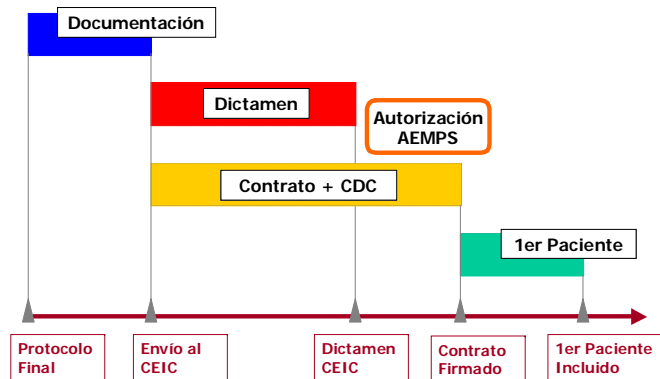 Documentación
Dictamen
Autorización
AEMPS
Contrato + CDC
1er Paciente
Protocolo
Final
Envío al
CEIC
Dictamen
CEIC
Contrato
Firmado
1er Paciente
Incluido